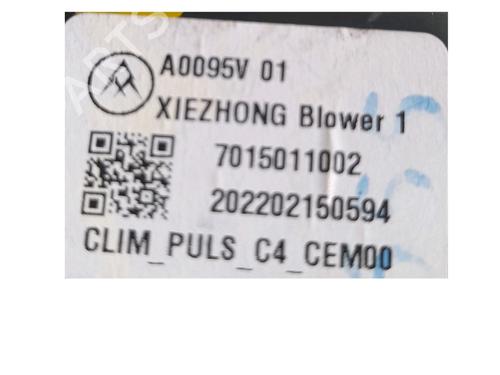 A0095V 01
XIEZHONG Blower 1
7015011002
202202150594
CLIM_PULS_C4_CEM00